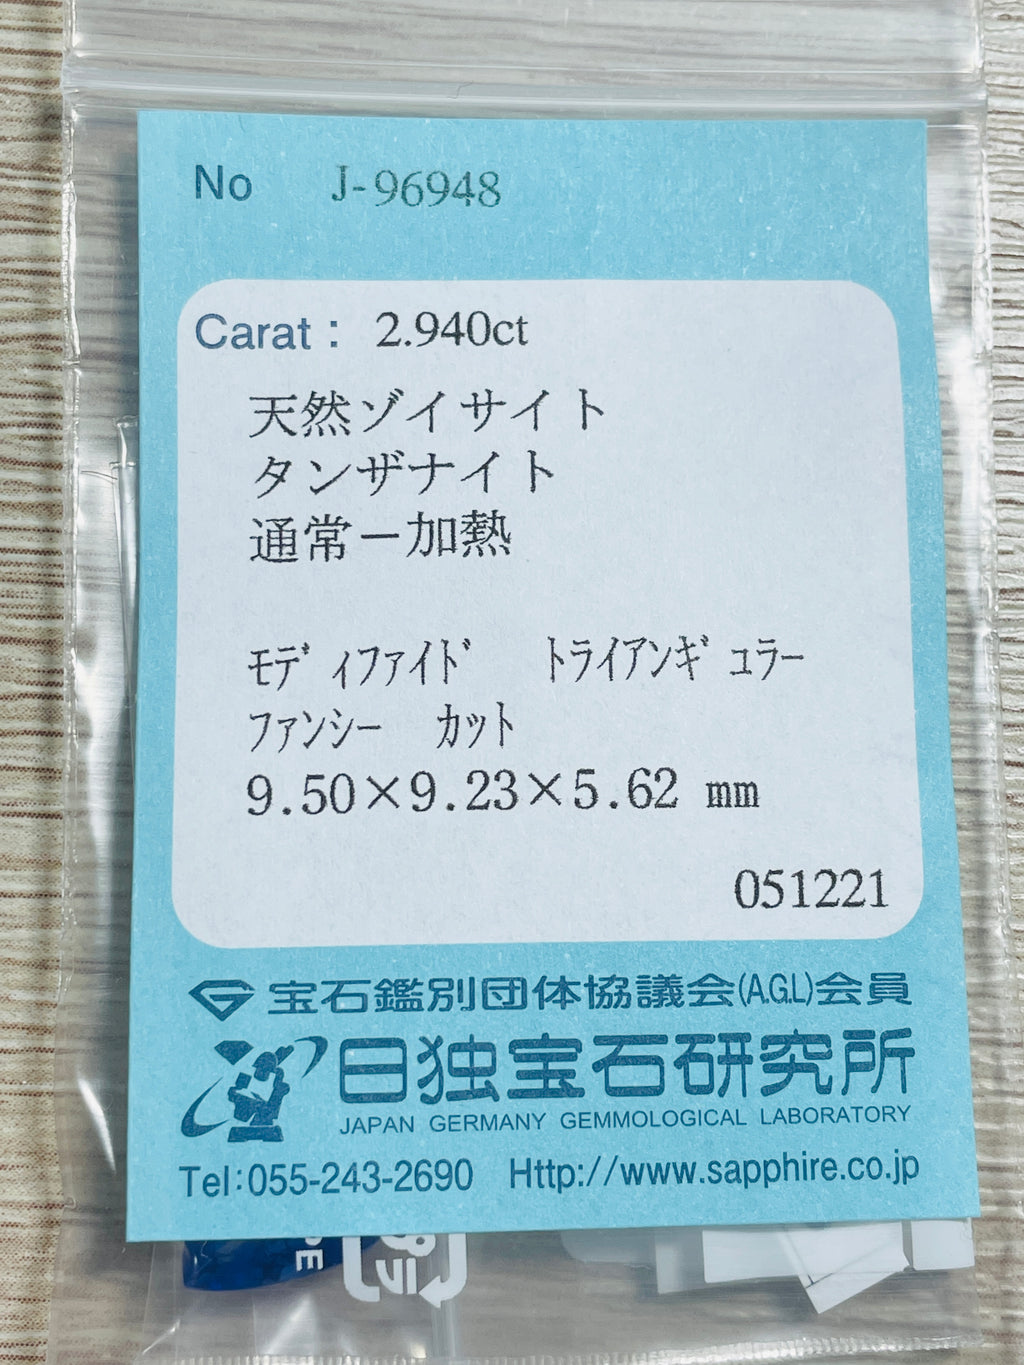 No J-96948
Carat: 2.940ct
天然ゾイサイト
タンザナイト
通常－加熱
ﾓﾃﾞｨﾌｧｲﾄﾞ ﾄﾗｲｱﾝｷﾞｭﾗｰ
ﾌｧﾝｼｰ ｶｯﾄ
9.50×9.23×5.62 mm
051221
宝石鑑別団体協議会(A.G.L)会員
日独宝石研究所
JAPAN GERMANY GEMMOLOGICAL LABORATORY
Tel:055-243-2690 Http://www.sapphire.co.jp
プラ